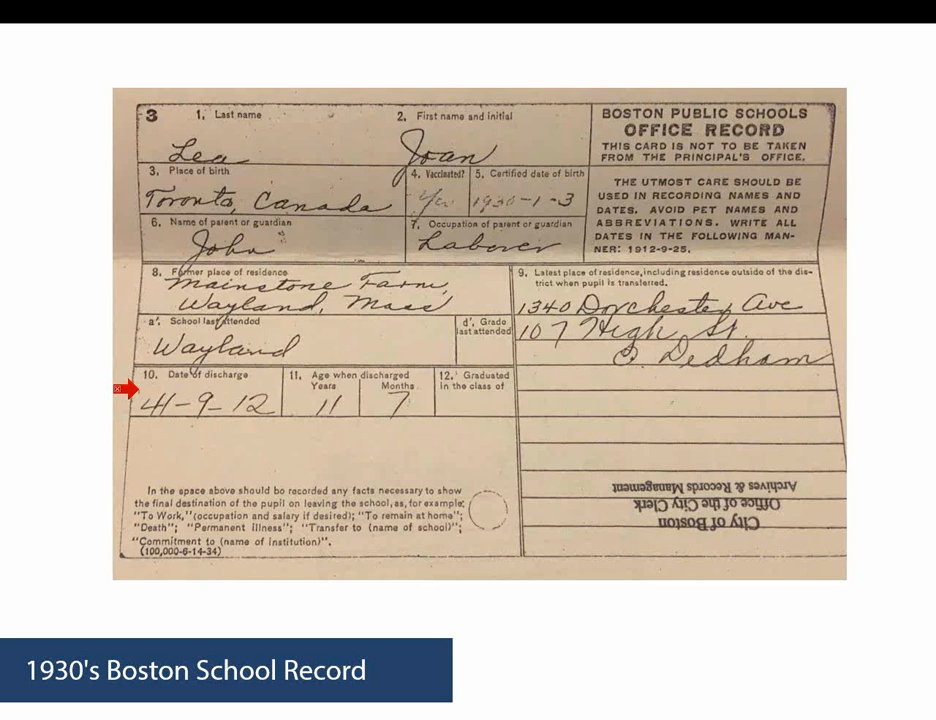 3
1. Last name
2. First name and initial
Lea
Joan
BOSTON PUBLIC SCHOOLS
OFFICE RECORD
THIS CARD IS NOT TO BE TAKEN
FROM THE PRINCIPAL'S OFFICE.
3. Place of birth
4. Vaccinated?
5. Certified date of birth
Toronto, Canada
Yes
1930-1-3
THE UTMOST CARE SHOULD BE
USED IN RECORDING NAMES AND
DATES. AVOID PET NAMES AND
ABBREVIATIONS. WRITE ALL
DATES IN THE FOLLOWING MAN-
NER: 1912-9-25.
6. Name of parent or guardian
7. Occupation of parent or guardian
John
Laborer
8. Former place of residence
Mainstone Farm,
Wayland, Mass
9. Latest place of residence, including residence outside of the dis-
trict when pupil is transferred.
1340 Dorchester Ave
107 High St.
E. Dedham
a'. School last attended
d'. Grade
last attended
Wayland
10. Date of discharge
11. Age when discharged
Years
Months
12. Graduated
in the class of
41-9-12
11
7
In the space above should be recorded any facts necessary to show
the final destination of the pupil on leaving the school, as, for example:
"To Work," (occupation and salary if desired); "To remain at home";
"Death"; "Permanent Illness"; "Transfer to (name of school)";
"Commitment to (name of institution)".
(100,000-6-14-34)
City of Boston
Office of the City Clerk
Archives & Records Management
1930's Boston School Record